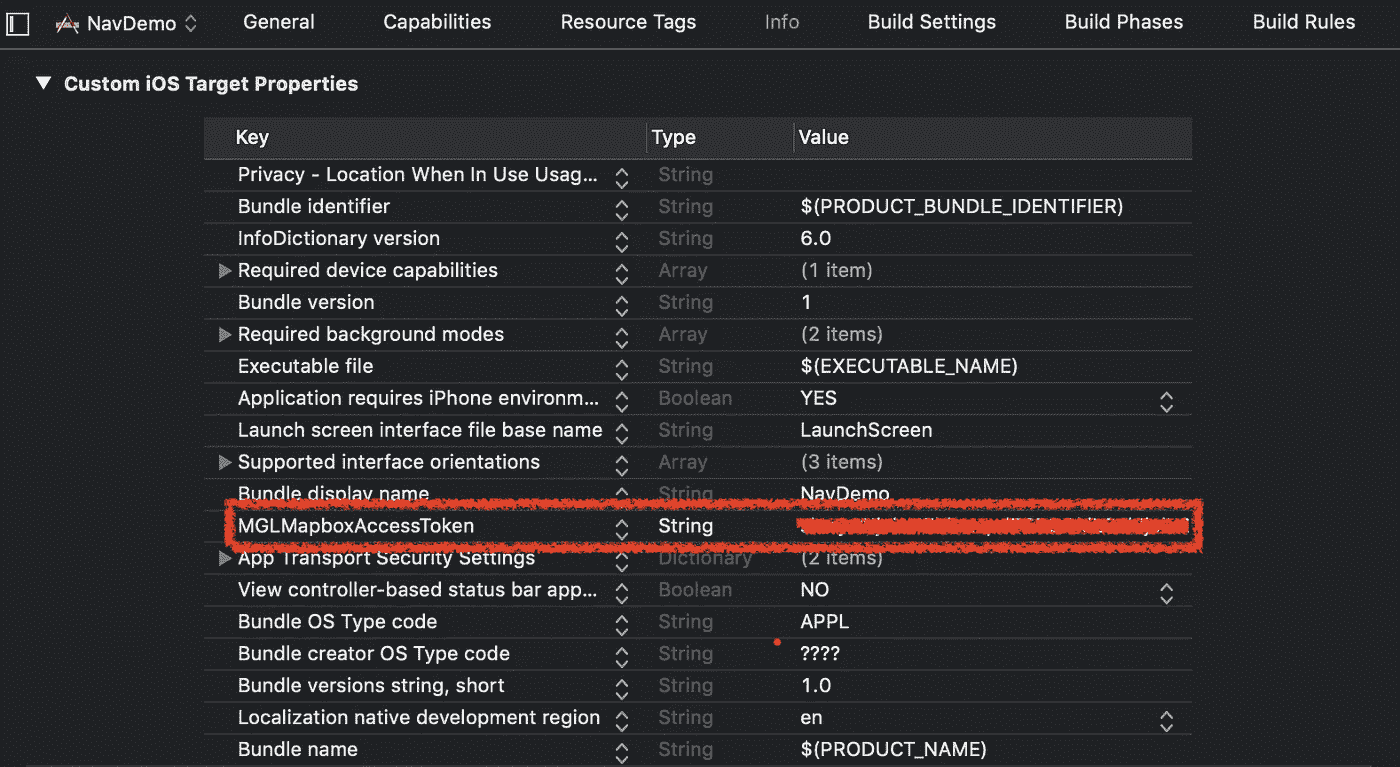 NavDemo General Capabilities Resource Tags Info Build Settings Build Phases Build Rules
Custom iOS Target Properties
Key Type Value
Privacy - Location When In Use Usag... String
Bundle identifier String $(PRODUCT_BUNDLE_IDENTIFIER)
InfoDictionary version String 6.0
Required device capabilities Array (1 item)
Bundle version String 1
Required background modes Array (2 items)
Executable file String $(EXECUTABLE_NAME)
Application requires iPhone environm... Boolean YES
Launch screen interface file base name String LaunchScreen
Supported interface orientations Array (3 items)
Bundle display name String NavDemo
MGLMapboxAccessToken String
App Transport Security Settings Dictionary (2 items)
View controller-based status bar app... Boolean NO
Bundle OS Type code String APPL
Bundle creator OS Type code String ????
Bundle versions string, short String 1.0
Localization native development region String en
Bundle name String $(PRODUCT_NAME)